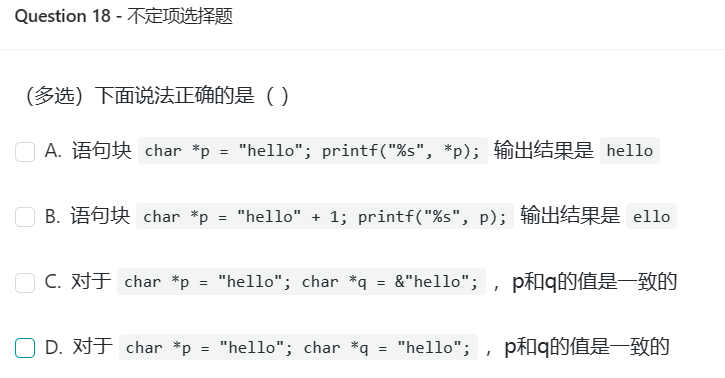 Question 18 - 不定项选择题
（多选）下面说法正确的是（ ）
A. 语句块 char *p = "hello"; printf("%s", *p); 输出结果是 hello
B. 语句块 char *p = "hello" + 1; printf("%s", p); 输出结果是 ello
C. 对于 char *p = "hello"; char *q = &"hello"; ，p和q的值是一致的
D. 对于 char *p = "hello"; char *q = "hello"; ，p和q的值是一致的